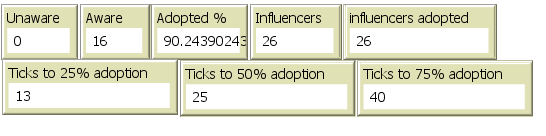 Unaware Aware Adopted % Influencers influencers adopted
0 16 90.24390243 26 26
Ticks to 25% adoption Ticks to 50% adoption Ticks to 75% adoption
13 25 40